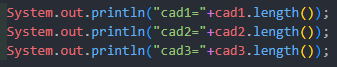 System.out.println("cad1="+cad1.length());
System.out.println("cad2="+cad2.length());
System.out.println("cad3="+cad3.length());